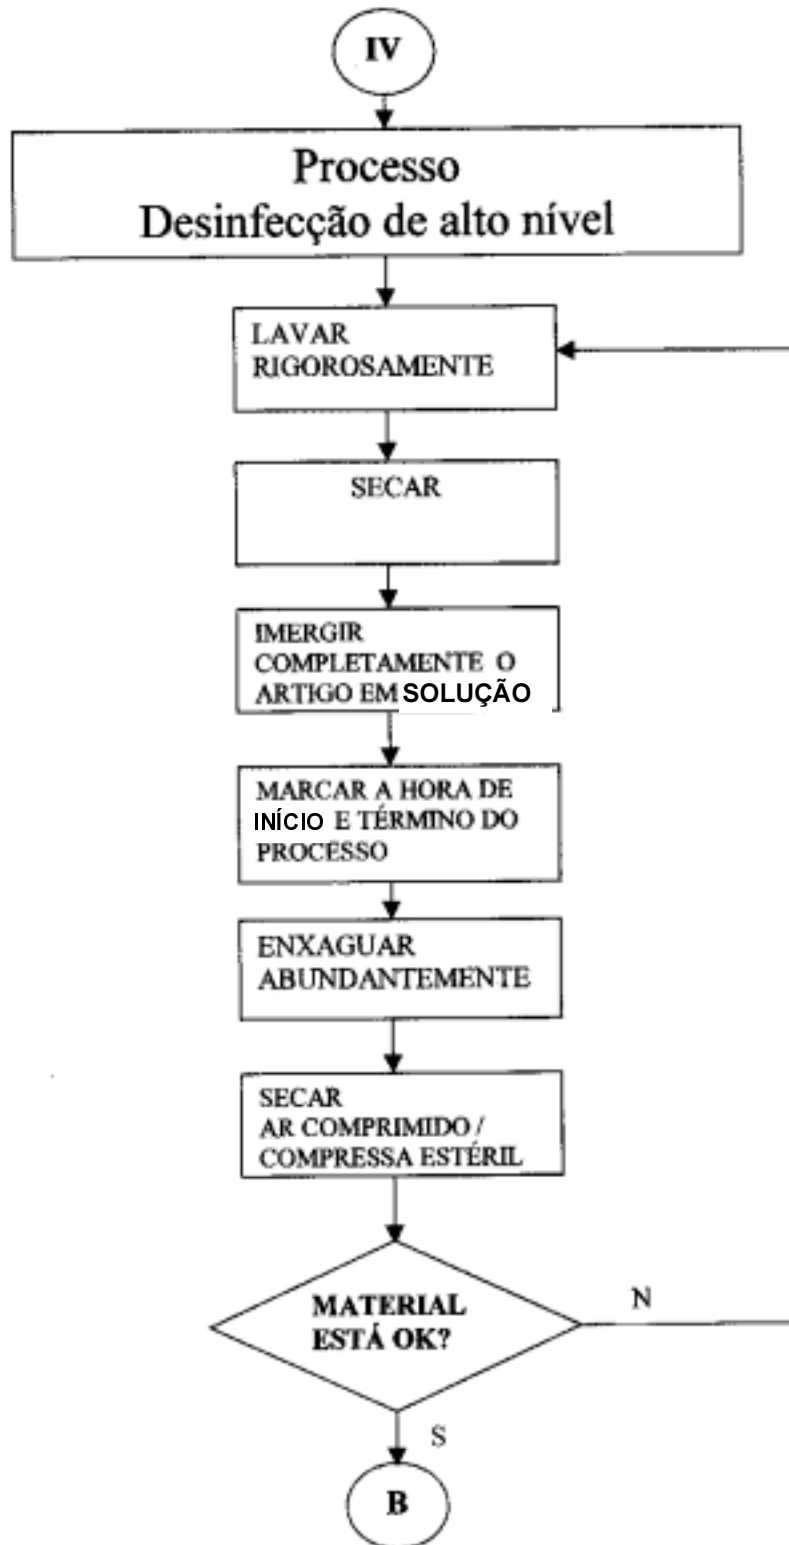 IV
Processo
Desinfecção de alto nível
LAVAR
RIGOROSAMENTE
SECAR
IMERGIR
COMPLETAMENTE O
ARTIGO EM SOLUÇÃO
MARCAR A HORA DE
INÍCIO E TÉRMINO DO
PROCESSO
ENXAGUAR
ABUNDANTEMENTE
SECAR
AR COMPRIMIDO /
COMPRESSA ESTÉRIL
MATERIAL
ESTÁ OK?
N
S
B